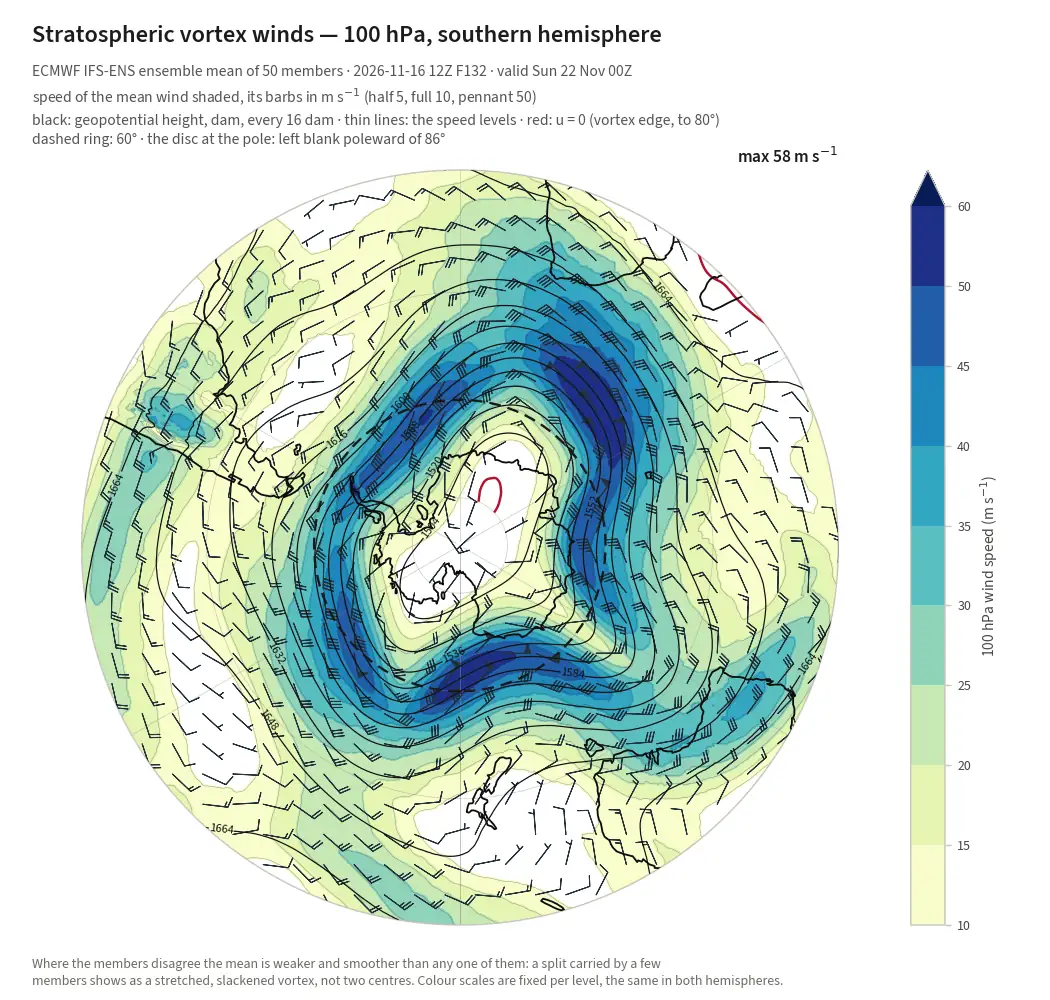 Stratospheric vortex winds — 100 hPa, southern hemisphere
ECMWF IFS-ENS ensemble mean of 50 members · 2026-11-16 12Z F132 · valid Sun 22 Nov 00Z
speed of the mean wind shaded, its barbs in m s−1 (half 5, full 10, pennant 50)
black: geopotential height, dam, every 16 dam · thin lines: the speed levels · red: u = 0 (vortex edge, to 80°)
dashed ring: 60° · the disc at the pole: left blank poleward of 86°
max 58 m s−1
60
50
45
40
35
30
25
20
15
10
100 hPa wind speed (m s−1)
1664
1616
1520
1664
1552
1536
1584
1632
1648
1664
1664
Where the members disagree the mean is weaker and smoother than any one of them: a split carried by a few
members shows as a stretched, slackened vortex, not two centres. Colour scales are fixed per level, the same in both hemispheres.